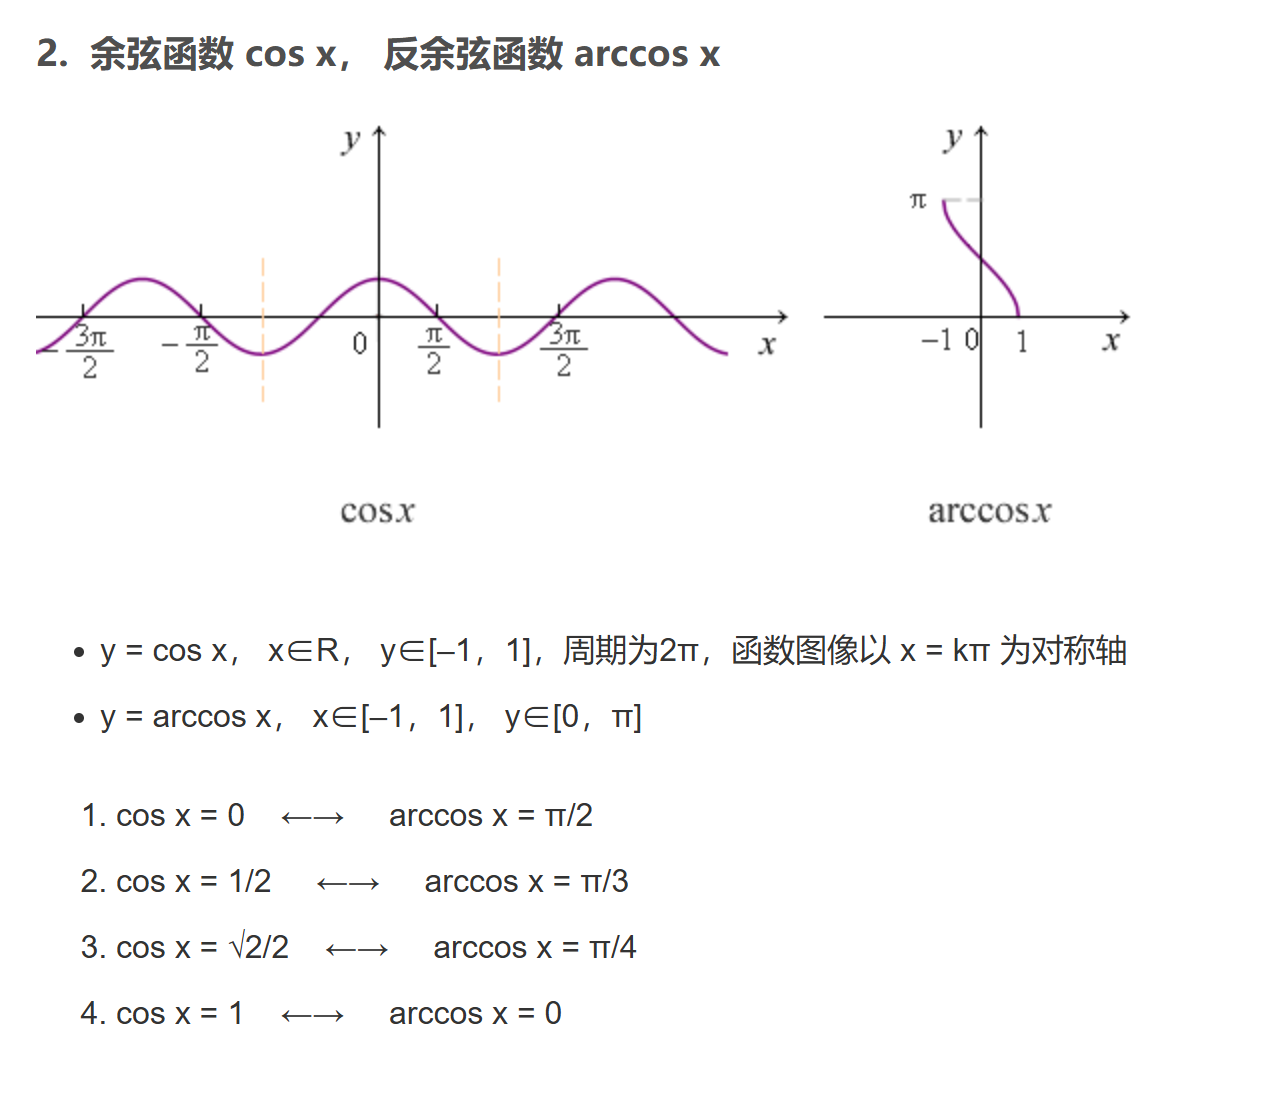 2. 余弦函数 cos x， 反余弦函数 arccos x
y
y
π
-3π/2
-π/2
0
π/2
3π/2
x
-1 0 1 x
cosx
arccosx
• y = cos x， x∈R， y∈[–1，1]，周期为2π，函数图像以 x = kπ 为对称轴
• y = arccos x， x∈[–1，1]， y∈[0，π]
1. cos x = 0 ←→ arccos x = π/2
2. cos x = 1/2 ←→ arccos x = π/3
3. cos x = √2/2 ←→ arccos x = π/4
4. cos x = 1 ←→ arccos x = 0